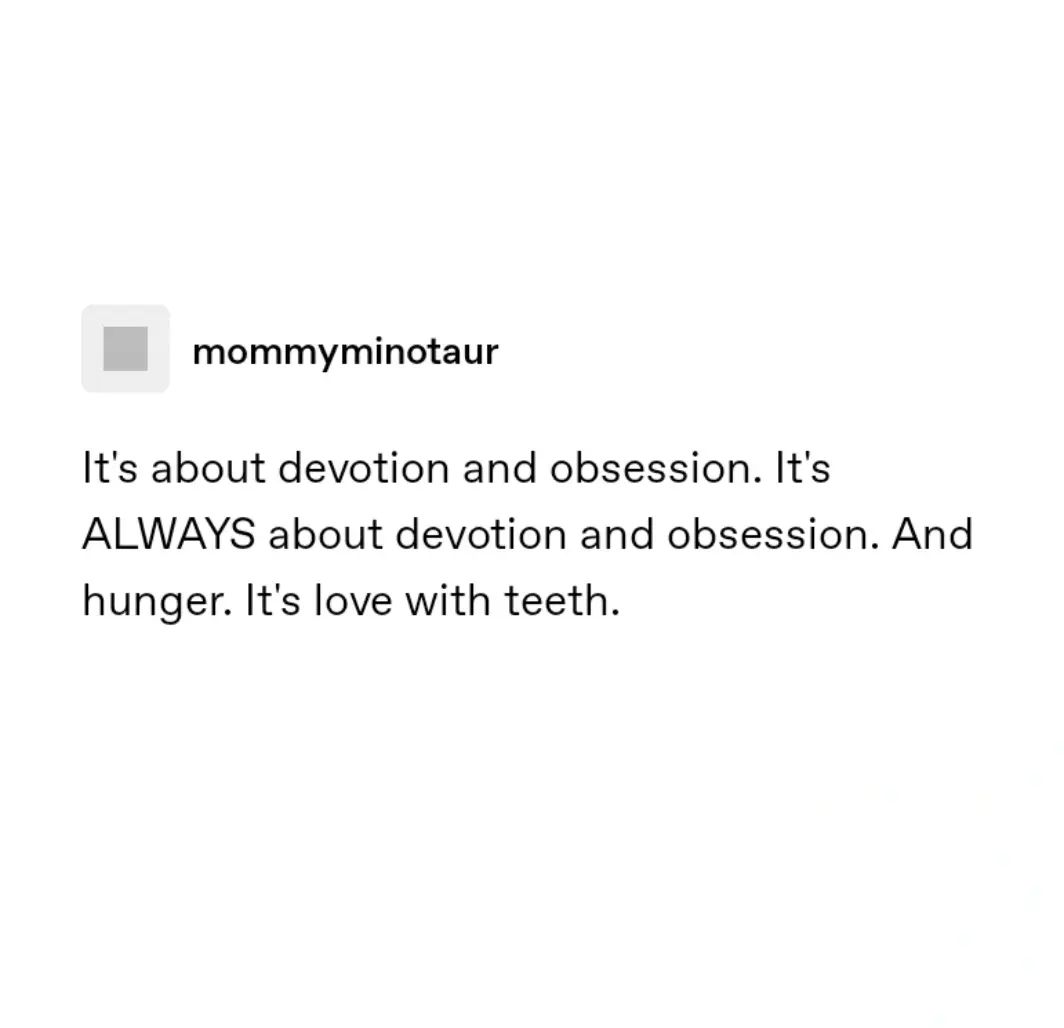 mommyminotaur
It's about devotion and obsession. It's
ALWAYS about devotion and obsession. And
hunger. It's love with teeth.